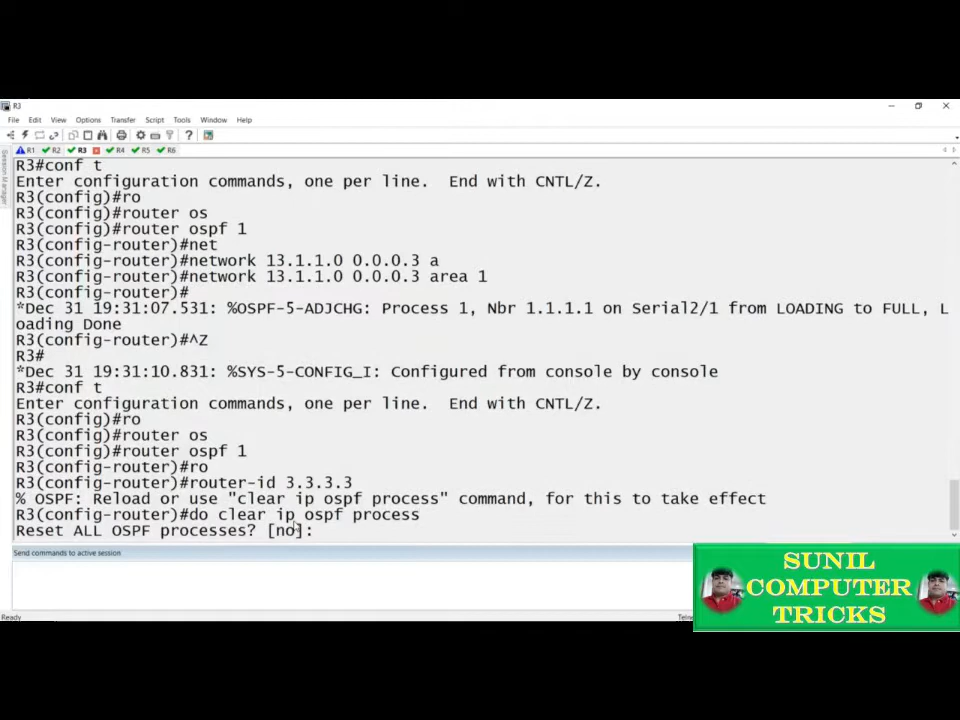 R3
File Edit View Options Transfer Script Tools Window Help
R1 R2 R3 R4 R5 R6
Session Manager
R3#conf t
Enter configuration commands, one per line.  End with CNTL/Z.
R3(config)#ro
R3(config)#router os
R3(config)#router ospf 1
R3(config-router)#net
R3(config-router)#network 13.1.1.0 0.0.0.3 a
R3(config-router)#network 13.1.1.0 0.0.0.3 area 1
R3(config-router)#
*Dec 31 19:31:07.531: %OSPF-5-ADJCHG: Process 1, Nbr 1.1.1.1 on Serial2/1 from LOADING to FULL, L
oading Done
R3(config-router)#^Z
R3#
*Dec 31 19:31:10.831: %SYS-5-CONFIG_I: Configured from console by console
R3#conf t
Enter configuration commands, one per line.  End with CNTL/Z.
R3(config)#ro
R3(config)#router os
R3(config)#router ospf 1
R3(config-router)#ro
R3(config-router)#router-id 3.3.3.3
% OSPF: Reload or use "clear ip ospf process" command, for this to take effect
R3(config-router)#do clear ip ospf process
Reset ALL OSPF processes? [no]:
Send commands to active session
Ready
SUNIL
COMPUTER
TRICKS